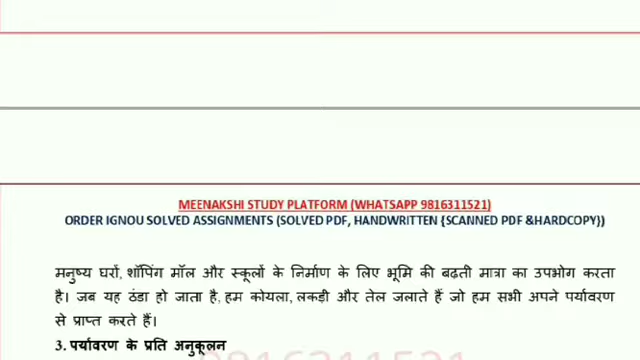 MEENAKSHI STUDY PLATFORM (WHATSAPP 9816311521)
ORDER IGNOU SOLVED ASSIGNMENTS (SOLVED PDF, HANDWRITTEN {SCANNED PDF &HARDCOPY})
मनुष्य घरों, शॉपिंग मॉल और स्कूलों के निर्माण के लिए भूमि की बढ़ती मात्रा का उपभोग करता
है। जब यह ठंडा हो जाता है, हम कोयला, लकड़ी और तेल जलाते हैं जो हम सभी अपने पर्यावरण
से प्राप्त करते हैं।
3. पर्यावरण के प्रति अनुकूलन
9816311521